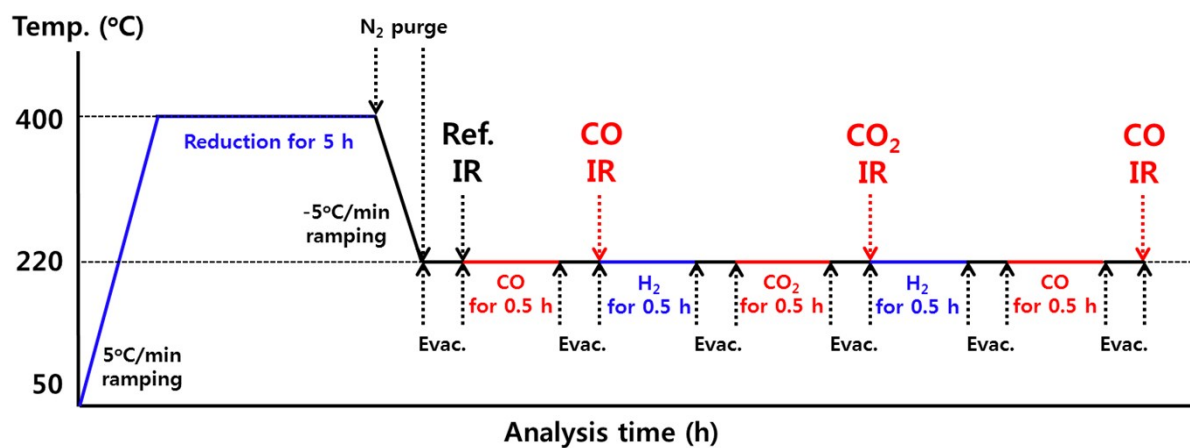 Temp. (°C)
N₂ purge
400
Reduction for 5 h
Ref.
IR
CO
IR
CO₂
IR
CO
IR
-5°C/min
ramping
220
CO
for 0.5 h
H₂
for 0.5 h
CO₂
for 0.5 h
H₂
for 0.5 h
CO
for 0.5 h
Evac.
Evac.
Evac.
Evac.
Evac.
Evac.
5°C/min
ramping
50
Analysis time (h)